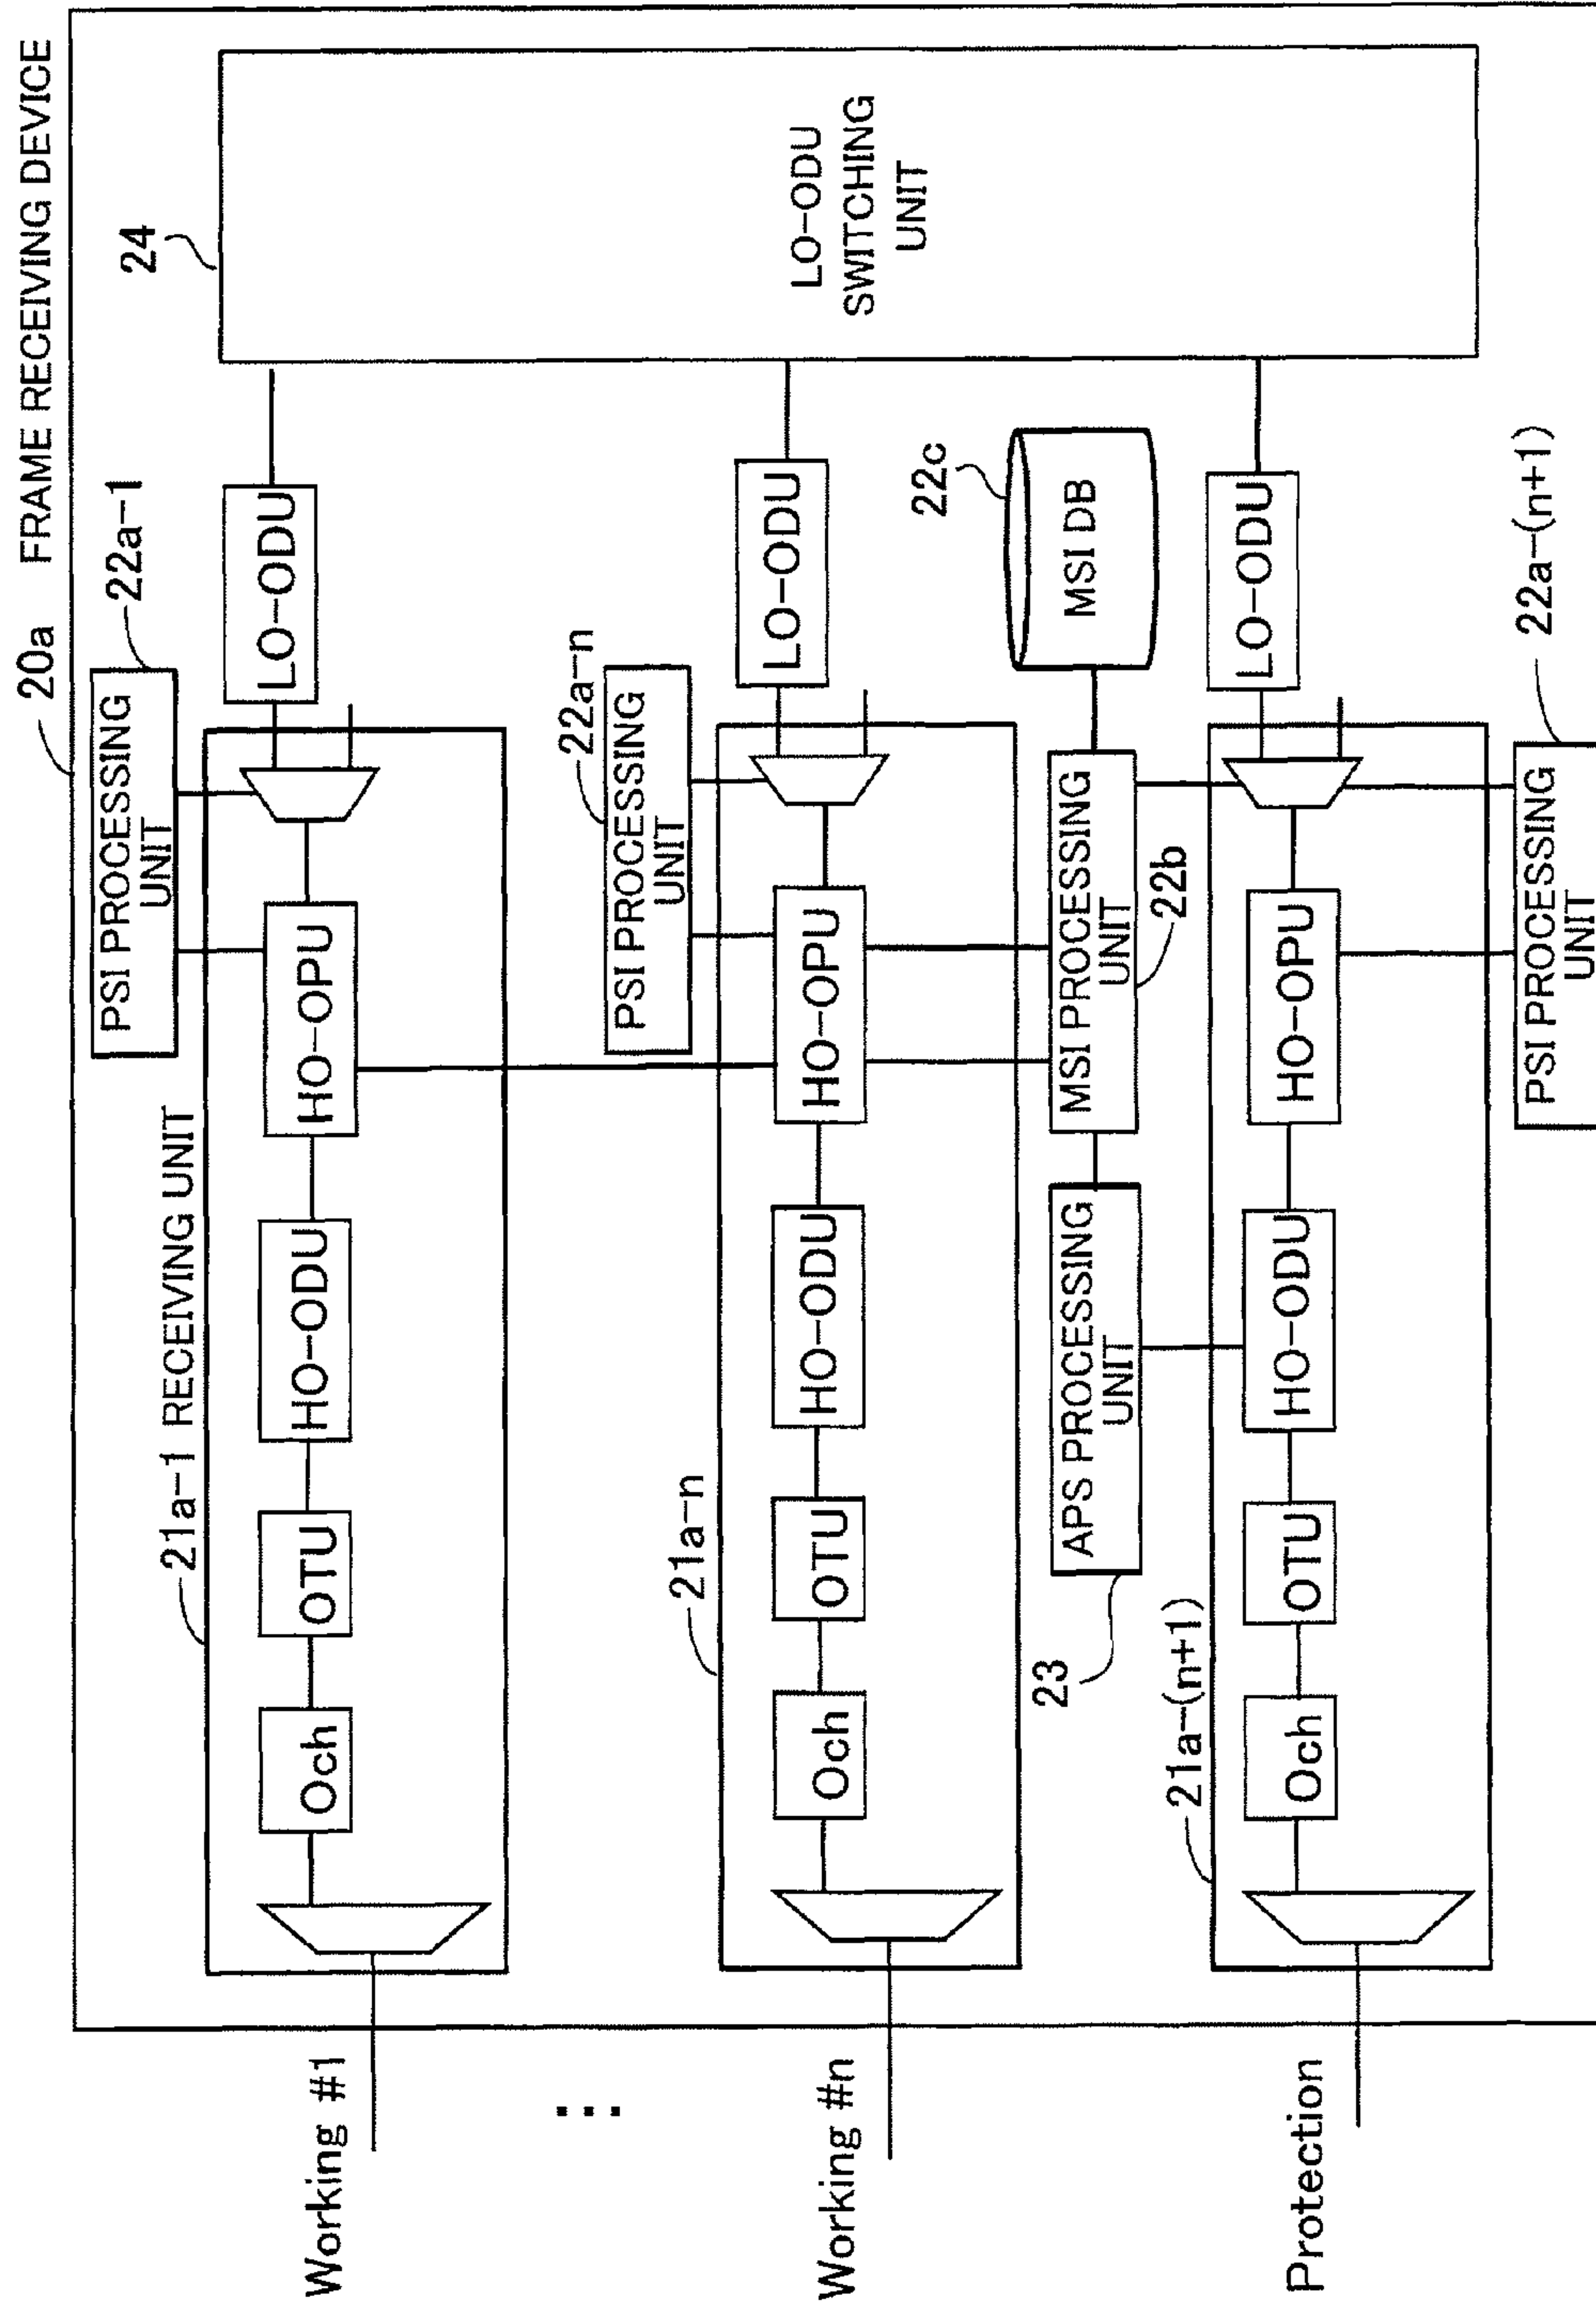 20a FRAME RECEIVING DEVICE
PSI PROCESSING
UNIT
22a-1
24
21a-1 RECEIVING UNIT
Working #1
Och
OTU
HO-ODU
HO-OPU
LO-ODU
...
PSI PROCESSING
UNIT
22a-n
21a-n
Working #n
Och
OTU
HO-ODU
HO-OPU
LO-ODU
LO-ODU
SWITCHING
UNIT
23
APS PROCESSING
UNIT
MSI PROCESSING
UNIT
22b
MSI DB
22c
21a-(n+1)
Protection
Och
OTU
HO-ODU
HO-OPU
LO-ODU
PSI PROCESSING
UNIT
22a-(n+1)